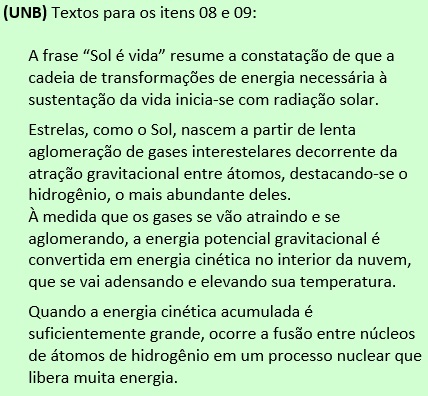 (UNB) Textos para os itens 08 e 09:
A frase “Sol é vida” resume a constatação de que a
cadeia de transformações de energia necessária à
sustentação da vida inicia-se com radiação solar.
Estrelas, como o Sol, nascem a partir de lenta
aglomeração de gases interestelares decorrente da
atração gravitacional entre átomos, destacando-se o
hidrogênio, o mais abundante deles.
À medida que os gases se vão atraindo e se
aglomerando, a energia potencial gravitacional é
convertida em energia cinética no interior da nuvem,
que se vai adensando e elevando sua temperatura.
Quando a energia cinética acumulada é
suficientemente grande, ocorre a fusão entre núcleos
de átomos de hidrogênio em um processo nuclear que
libera muita energia.